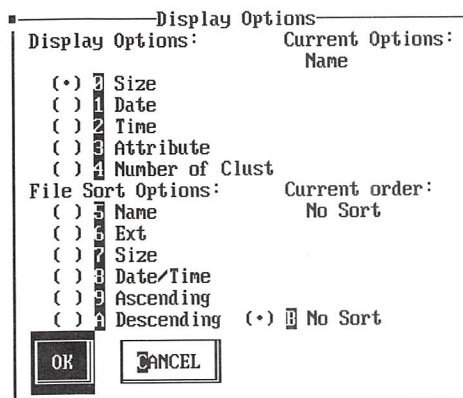 Display Options
Display Options: Current Options:
Name
(•) 0 Size
( ) 1 Date
( ) 2 Time
( ) 3 Attribute
( ) 4 Number of Clust
File Sort Options: Current order:
( ) 5 Name No Sort
( ) 6 Ext
( ) 7 Size
( ) 8 Date/Time
( ) 9 Ascending
( ) A Descending (•) B No Sort
OK CANCEL